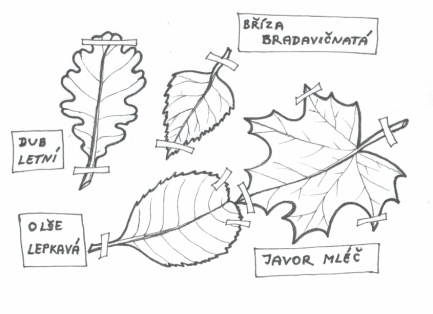 BŘÍZA
BRADAVIČNATÁ
DUB
LETNÍ
OLŠE
LEPKAVÁ
JAVOR MLÉČ